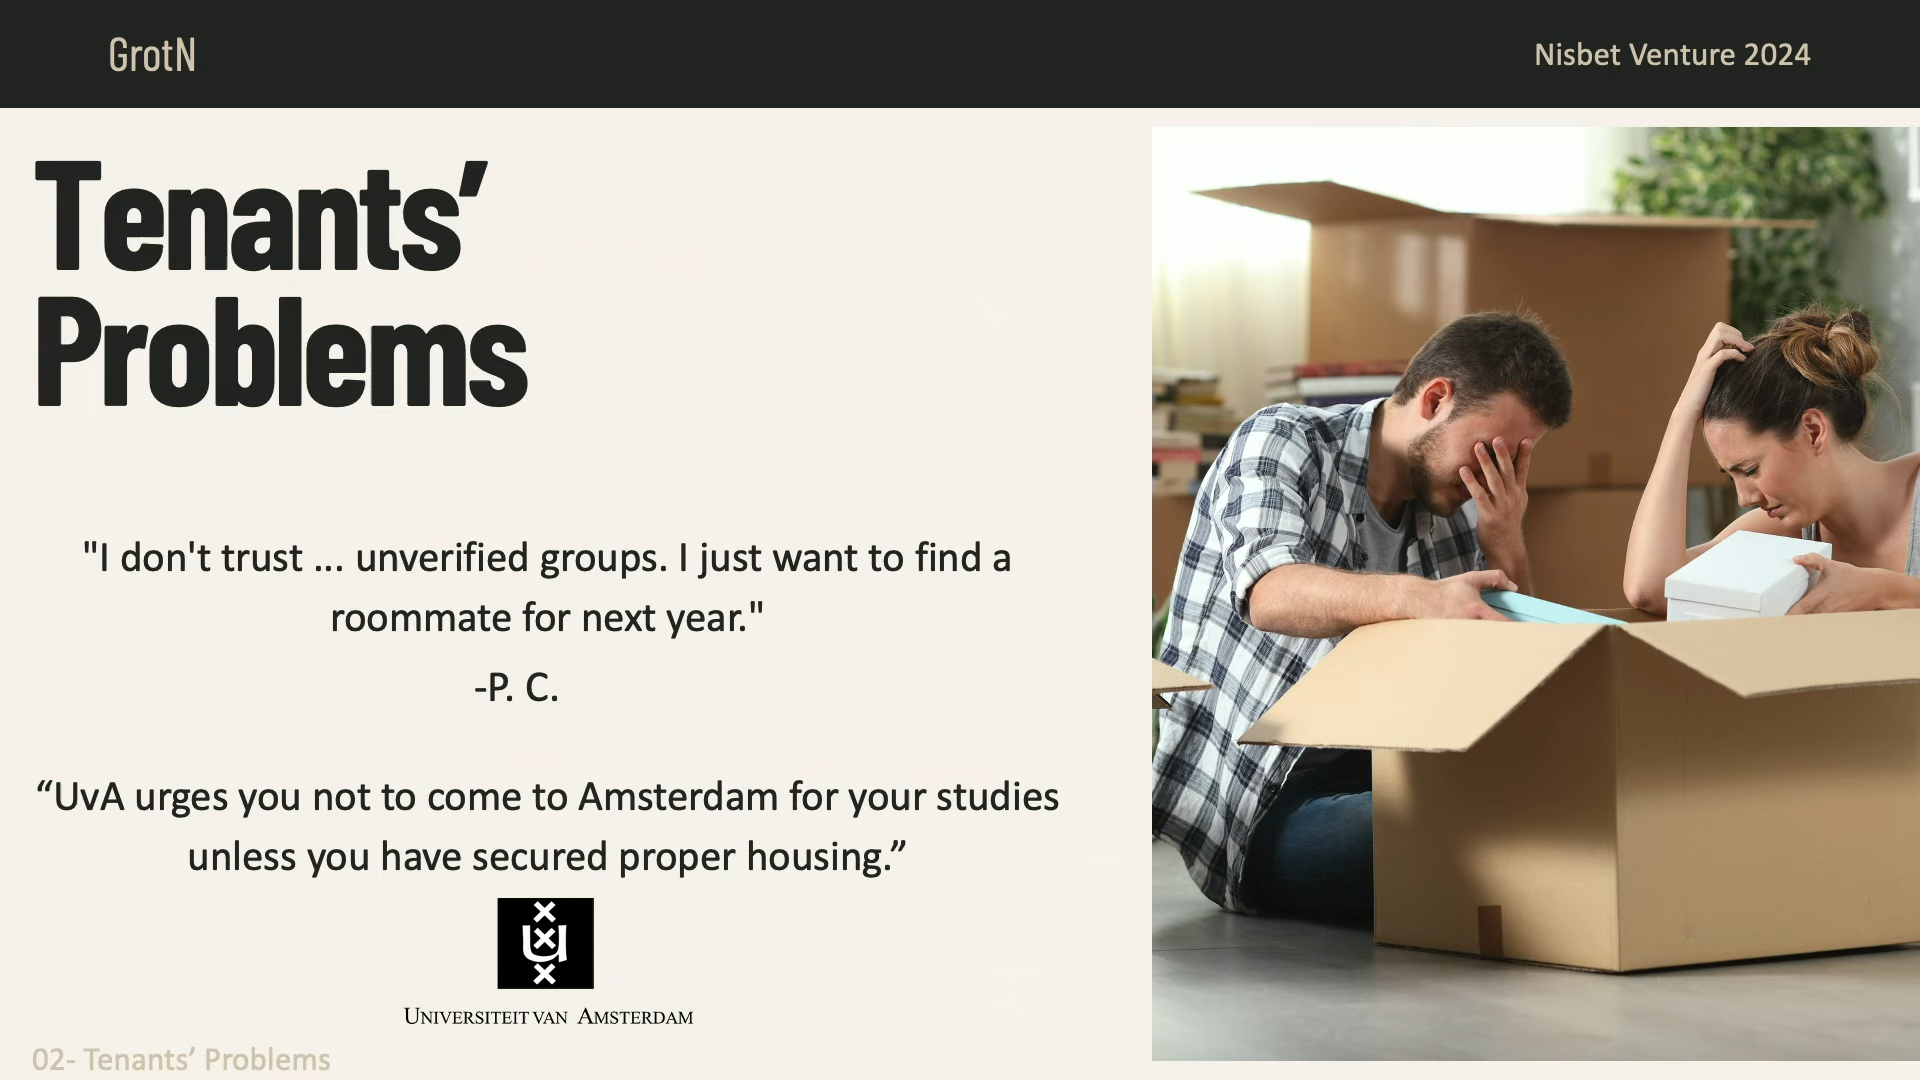 GrotN
Nisbet Venture 2024
Tenants’
Problems
"I don't trust ... unverified groups. I just want to find a
roommate for next year."
-P. C.
“UvA urges you not to come to Amsterdam for your studies
unless you have secured proper housing.”
UNIVERSITEIT VAN AMSTERDAM
02- Tenants’ Problems